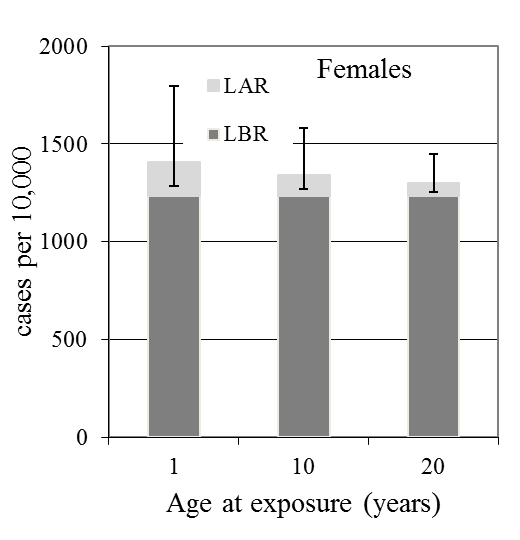 2000
Females
LAR
1500
LBR
1000
500
0
cases per 10,000
1 10 20
Age at exposure (years)